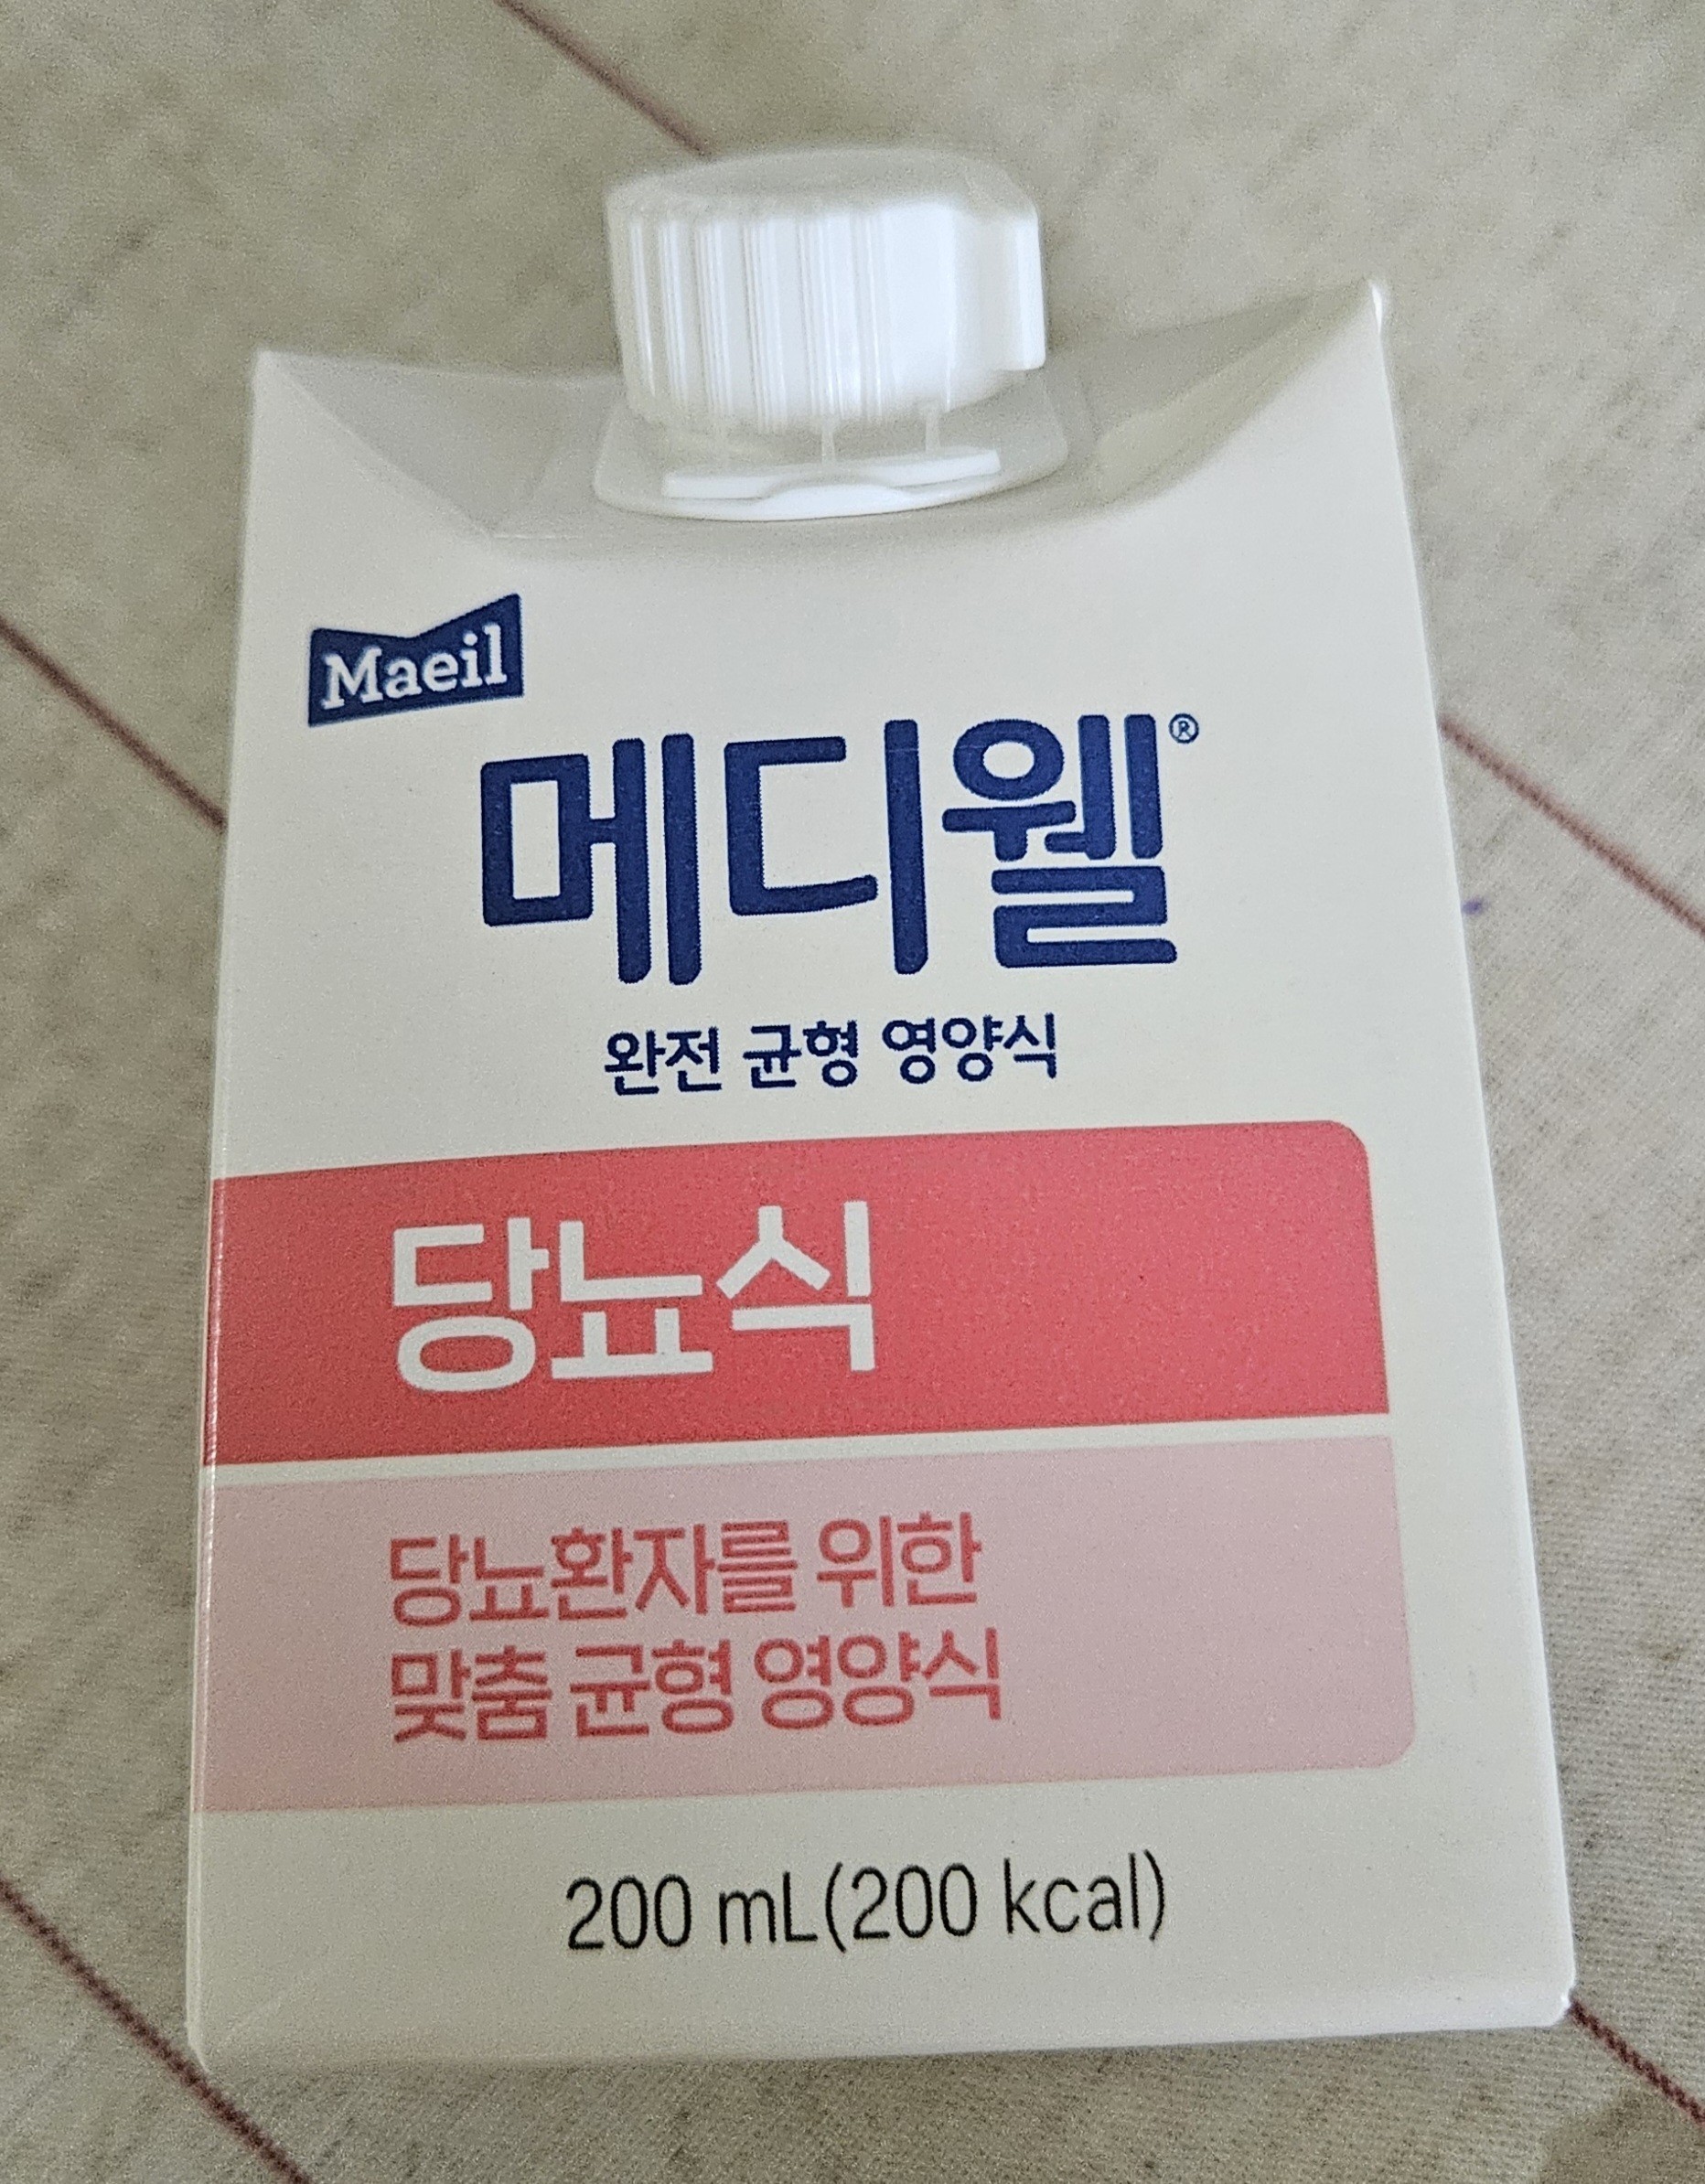 Maeil
메디웰®
완전 균형 영양식
당뇨식
당뇨환자를 위한
맞춤 균형 영양식
200 mL(200 kcal)